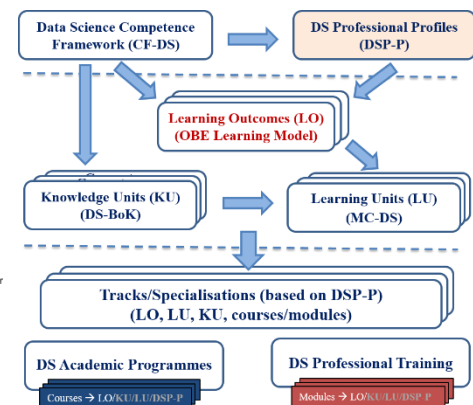 Data Science Competence
Framework (CF-DS)
DS Professional Profiles
(DSP-P)
Learning Outcomes (LO)
(OBE Learning Model)
Knowledge Units (KU)
(DS-BoK)
Learning Units (LU)
(MC-DS)
Tracks/Specialisations (based on DSP-P)
(LO, LU, KU, courses/modules)
DS Academic Programmes
DS Professional Training
Courses → LO/KU/LU/DSP-P
Modules → LO/KU/LU/DSP-P